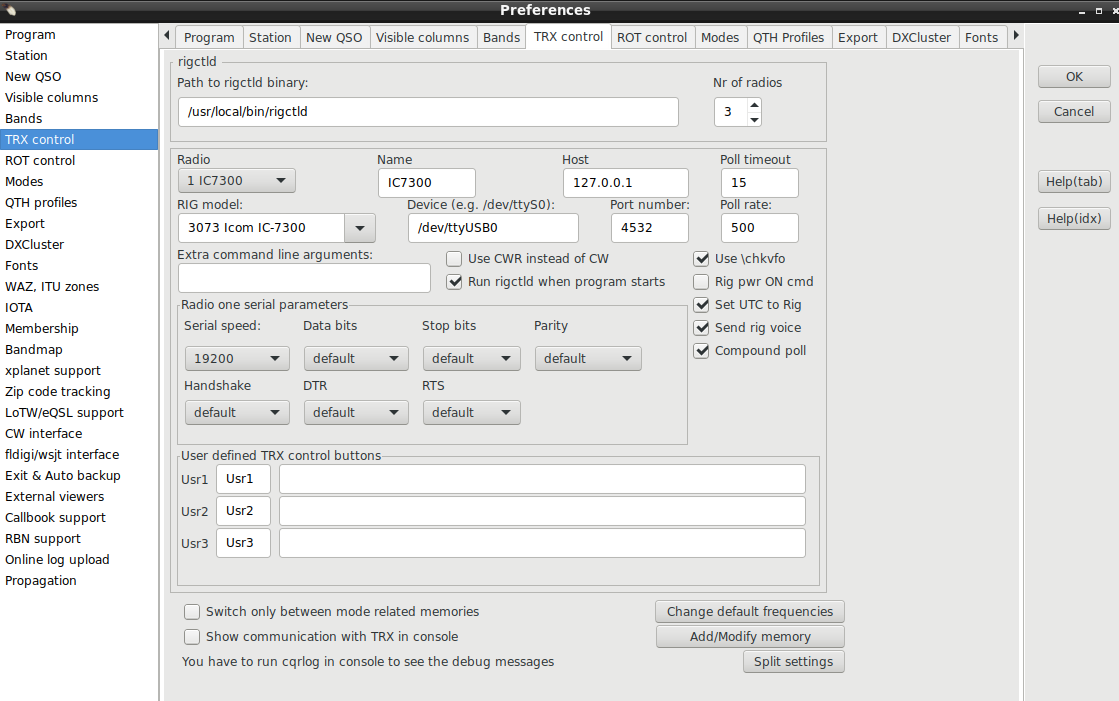 Preferences
Program
Station
New QSO
Visible columns
Bands
TRX control
ROT control
Modes
QTH profiles
Export
DXCluster
Fonts
WAZ, ITU zones
IOTA
Membership
Bandmap
xplanet support
Zip code tracking
LoTW/eQSL support
CW interface
fldigi/wsjt interface
Exit & Auto backup
External viewers
Callbook support
RBN support
Online log upload
Propagation
Program Station New QSO Visible columns Bands TRX control ROT control Modes QTH Profiles Export DXCluster Fonts
rigctld
Path to rigctld binary: Nr of radios
/usr/local/bin/rigctld 3
Radio Name Host Poll timeout
1 IC7300 IC7300 127.0.0.1 15
RIG model: Device (e.g. /dev/ttyS0): Port number: Poll rate:
3073 Icom IC-7300 /dev/ttyUSB0 4532 500
Extra command line arguments: Use CWR instead of CW Use \chkvfo
Run rigctld when program starts Rig pwr ON cmd
Set UTC to Rig
Send rig voice
Compound poll
Radio one serial parameters
Serial speed: Data bits Stop bits Parity
19200 default default default
Handshake DTR RTS
default default default
User defined TRX control buttons
Usr1 Usr1
Usr2 Usr2
Usr3 Usr3
Switch only between mode related memories Change default frequencies
Show communication with TRX in console Add/Modify memory
You have to run cqrlog in console to see the debug messages Split settings
OK
Cancel
Help(tab)
Help(idx)